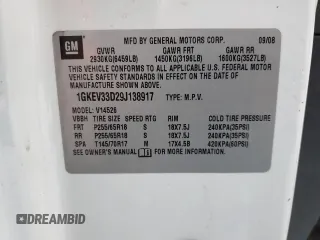 GM
MFD BY GENERAL MOTORS CORP. 09/08
GVWR GAWR FRT GAWR RR
2930KG(6459LB) 1450KG(3196LB) 1600KG(3527LB)
THIS VEHICLE CONFORMS TO ALL APPLICABLE U.S. FEDERAL
MOTOR VEHICLE SAFETY AND THEFT PREVENTION
STANDARDS IN EFFECT ON THE DATE OF
MANUFACTURE SHOWN ABOVE.
1GKEV33D29J138917
TYPE: M.P.V.
MODEL: V14526
VBBH TIRE SIZE SPEED RTG RIM COLD TIRE PRESSURE
FRT P255/65R18 S 18X7.5J 240KPA(35PSI)
RR P255/65R18 S 18X7.5J 240KPA(35PSI)
SPA T145/70R17 M 17X4.5B 420KPA(60PSI)
SEE OWNER'S MANUAL FOR MORE INFORMATION.
DREAMBID